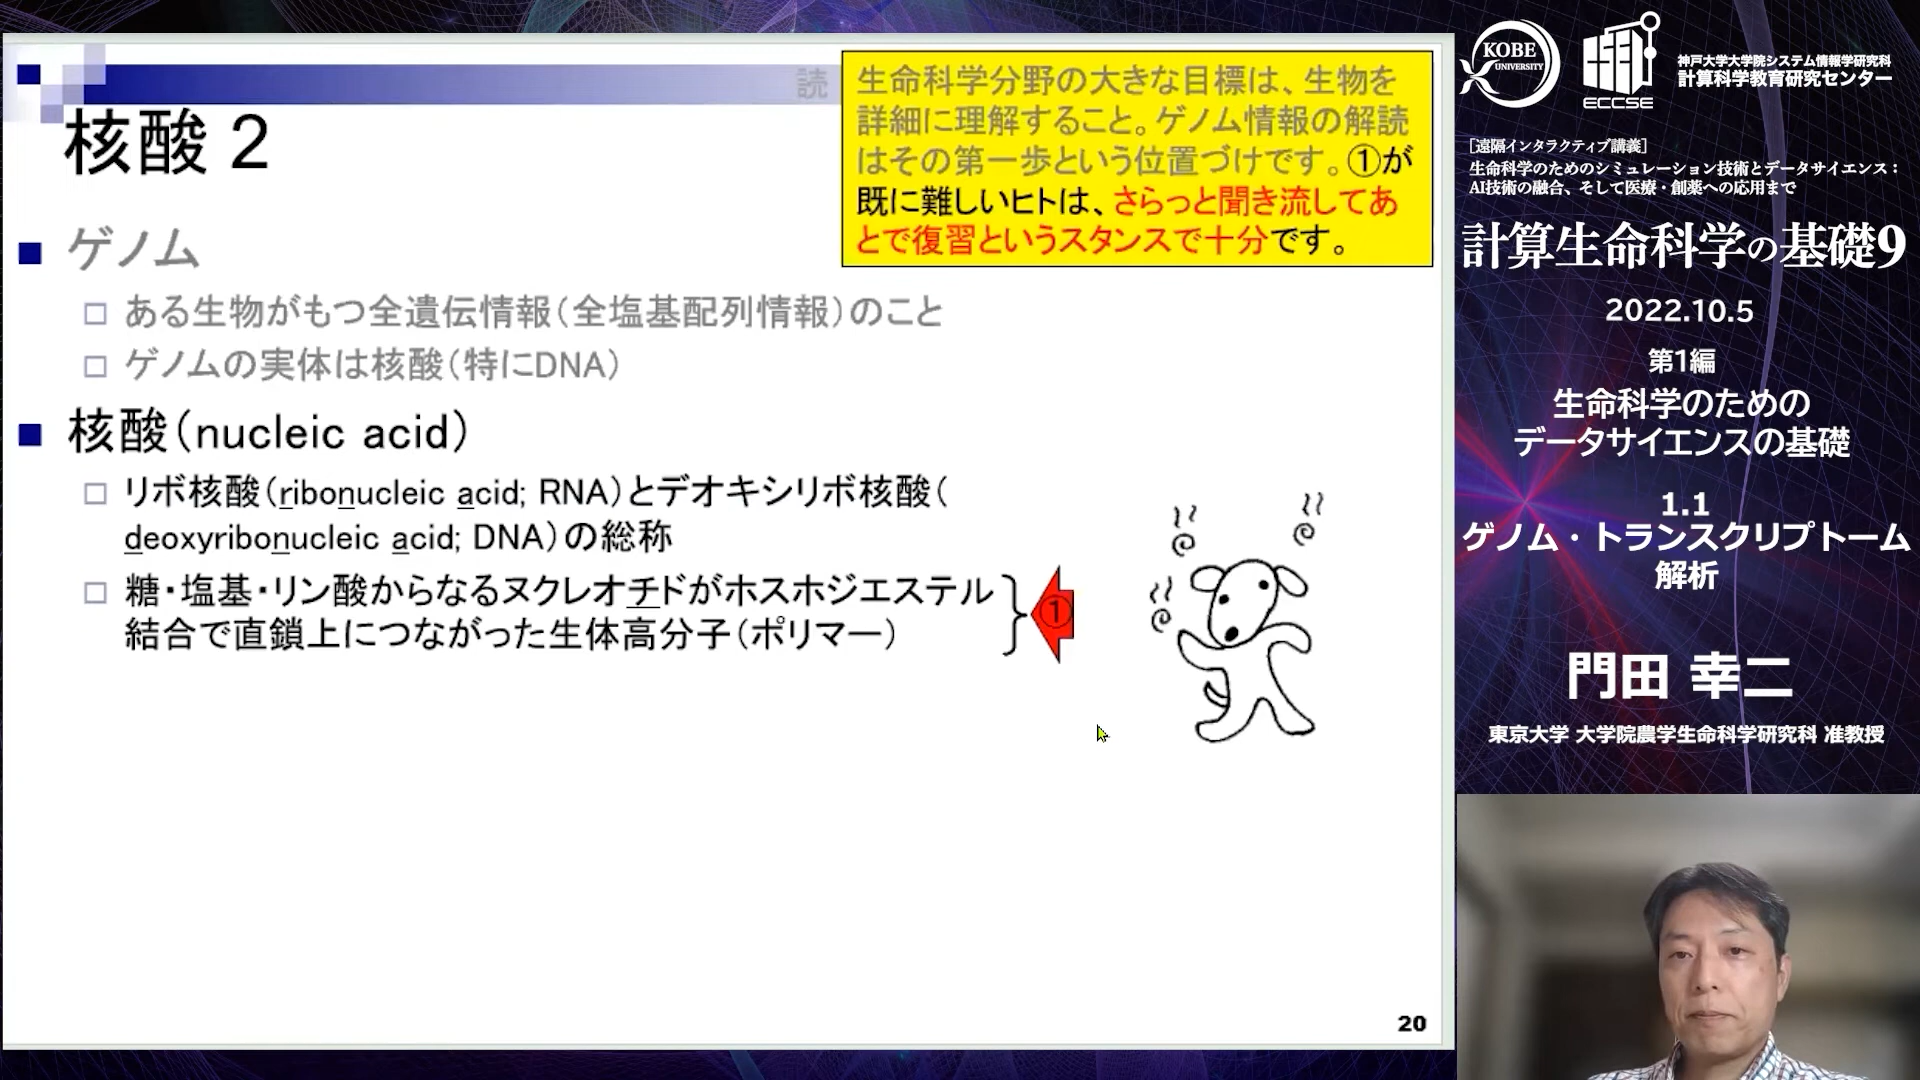 核酸 2
読
生命科学分野の大きな目標は、生物を
詳細に理解すること。ゲノム情報の解読
はその第一歩という位置づけです。①が
既に難しいヒトは、さらっと聞き流してあ
とで復習というスタンスで十分です。
ゲノム
ある生物がもつ全遺伝情報（全塩基配列情報）のこと
ゲノムの実体は核酸（特にDNA）
核酸（nucleic acid）
リボ核酸（ribonucleic acid; RNA）とデオキシリボ核酸（
deoxyribonucleic acid; DNA）の総称
糖・塩基・リン酸からなるヌクレオチドがホスホジエステル
結合で直鎖上につながった生体高分子（ポリマー）
①
20
KOBE
UNIVERSITY
ECCSE
神戸大学大学院システム情報学研究科
計算科学教育研究センター
［遠隔インタラクティブ講義］
生命科学のためのシミュレーション技術とデータサイエンス：
AI技術の融合、そして医療・創薬への応用まで
計算生命科学の基礎9
2022.10.5
第1編
生命科学のための
データサイエンスの基礎
1.1
ゲノム・トランスクリプトーム
解析
門田 幸二
東京大学 大学院農学生命科学研究科 准教授